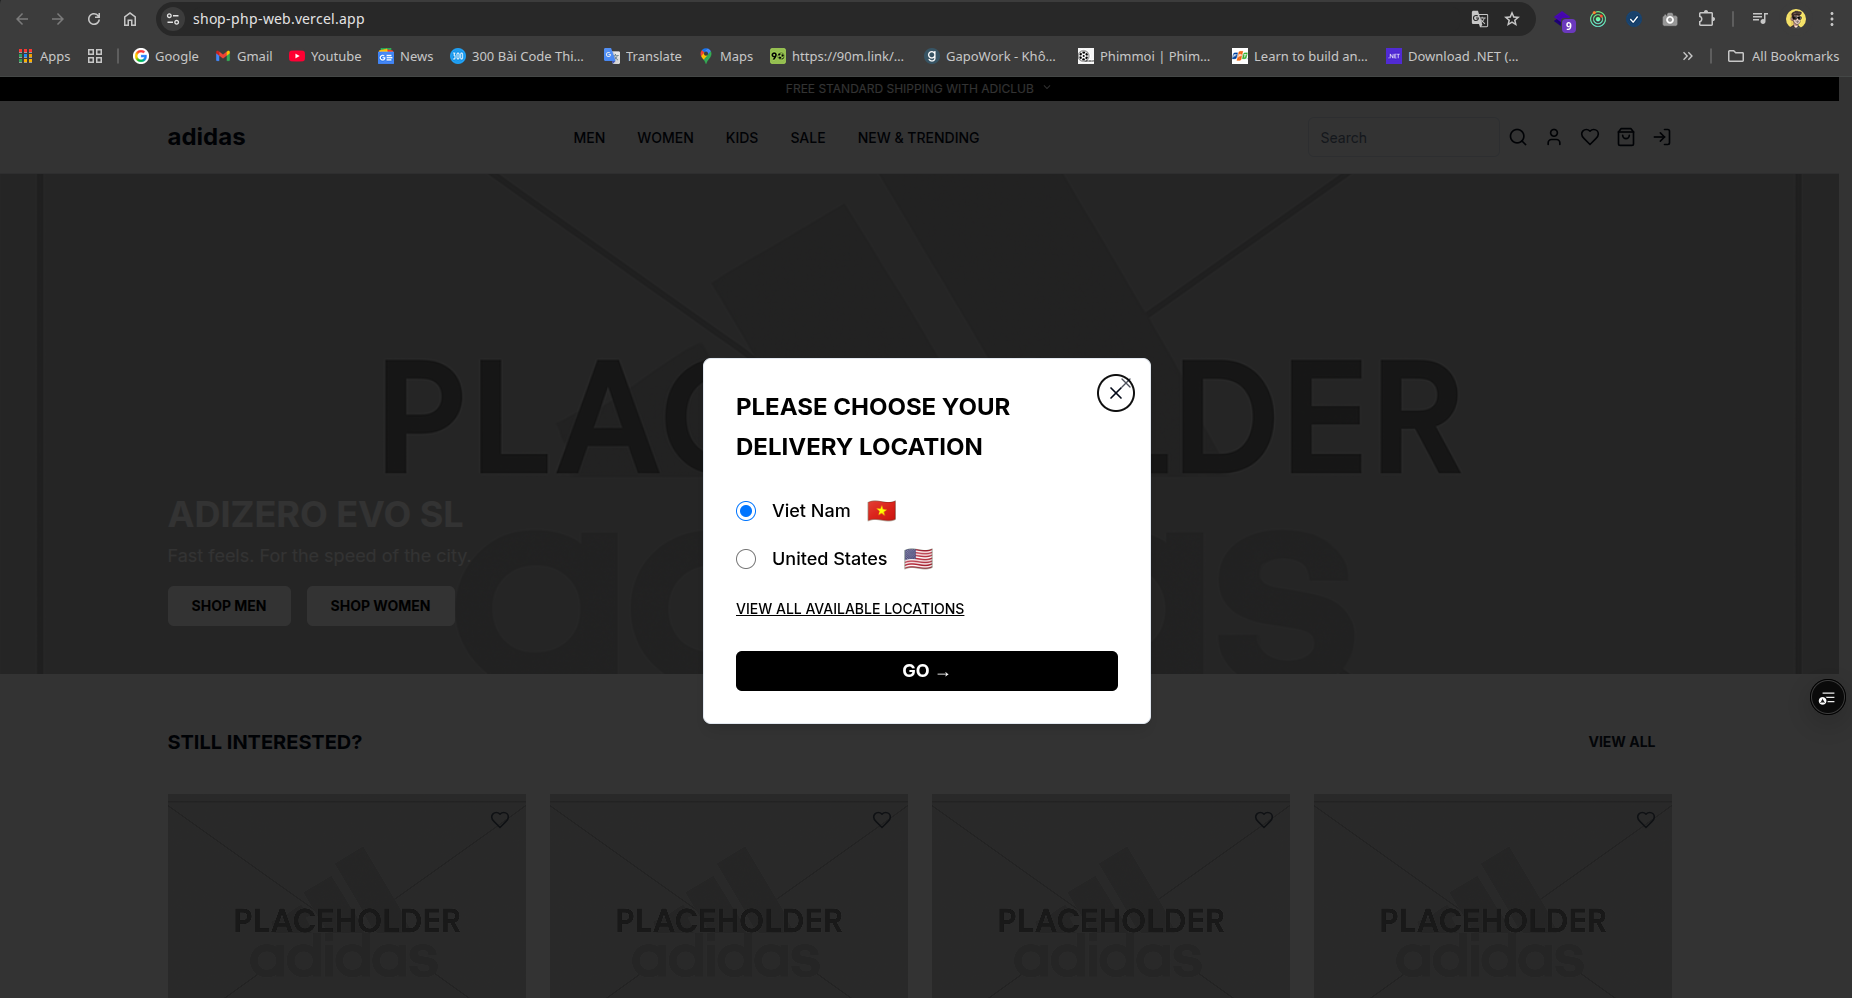 shop-php-web.vercel.app
9
Apps Google Gmail Youtube News 300 Bài Code Thi... Translate Maps https://90m.link/... GapoWork - Khô... Phimmoi | Phim... Learn to build an... Download .NET (... » All Bookmarks
FREE STANDARD SHIPPING WITH ADICLUB
adidas MEN WOMEN KIDS SALE NEW & TRENDING Search
PLACEHOLDER
adidas
ADIZERO EVO SL
Fast feels. For the speed of the city.
SHOP MEN SHOP WOMEN
PLEASE CHOOSE YOUR
DELIVERY LOCATION
Viet Nam
United States
VIEW ALL AVAILABLE LOCATIONS
GO →
STILL INTERESTED? VIEW ALL
PLACEHOLDER PLACEHOLDER PLACEHOLDER PLACEHOLDER
adidas adidas adidas adidas